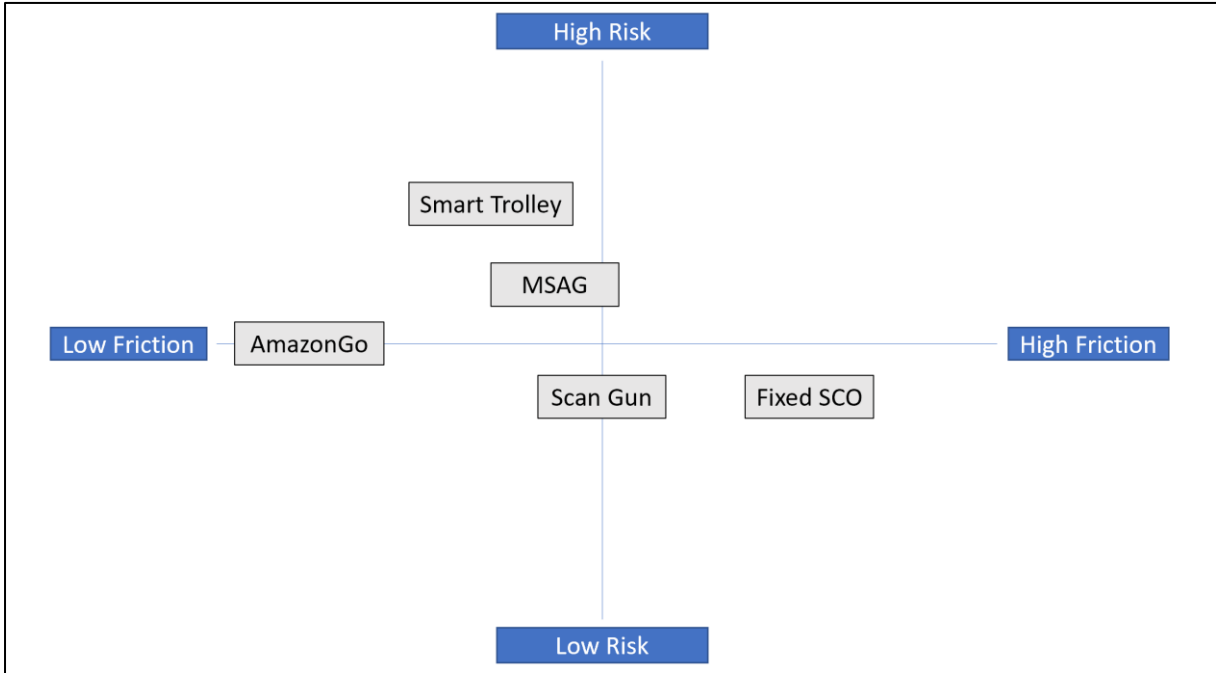 High Risk
Smart Trolley
MSAG
Low Friction
AmazonGo
High Friction
Scan Gun
Fixed SCO
Low Risk